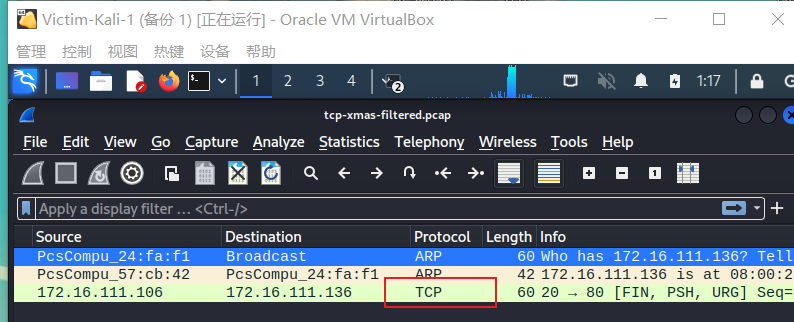 Victim-Kali-1 (备份 1) [正在运行] - Oracle VM VirtualBox
管理 控制 视图 热键 设备 帮助
1 2 3 4 2 1:17
tcp-xmas-filtered.pcap
File Edit View Go Capture Analyze Statistics Telephony Wireless Tools Help
Apply a display filter ... <Ctrl-/>
Source Destination Protocol Length Info
PcsCompu_24:fa:f1 Broadcast ARP 60 Who has 172.16.111.136? Tell
PcsCompu_57:cb:42 PcsCompu_24:fa:f1 ARP 42 172.16.111.136 is at 08:00:2
172.16.111.106 172.16.111.136 TCP 60 20 → 80 [FIN, PSH, URG] Seq=